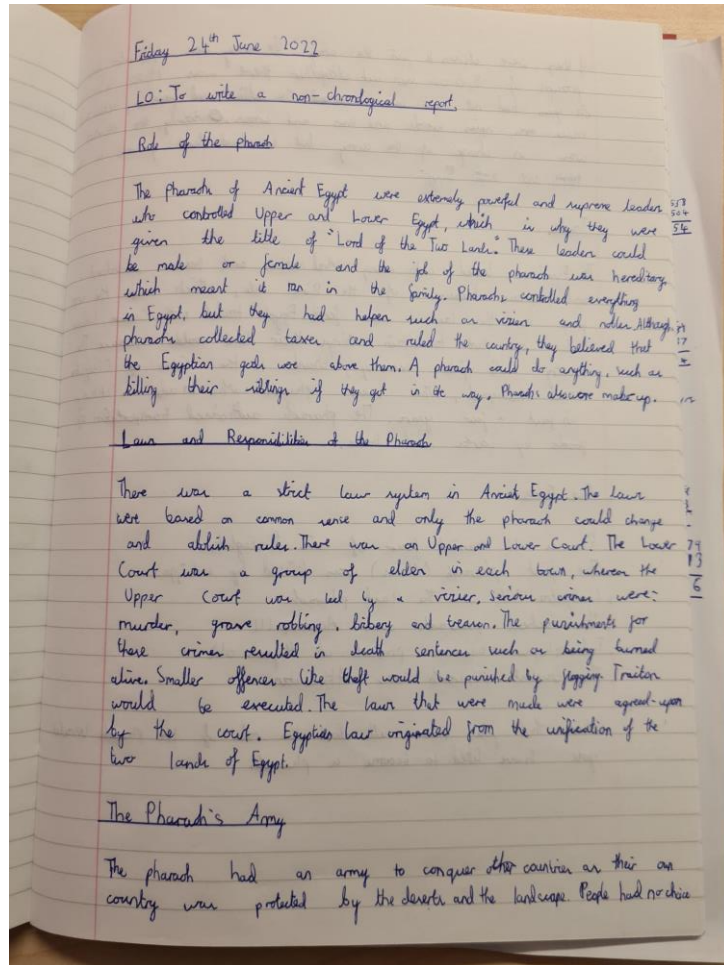 Friday 24th June 2022
LO: To write a non-chronlogical report.
Role of the pharaoh
The pharaohs of Ancient Egypt were extremely powerful and supreme leaders
who controlled Upper and Lower Egypt, which is why they were
given the title of "Lord of the Two Lands." These leaders could
be male or female and the job of the pharaoh was hereditary
which meant it ran in the family. Pharaohs controlled everything
in Egypt, but they had helpers such as viziers and nobles. Although
pharaohs collected taxes and ruled the country, they believed that
the Egyptian gods were above them. A pharaoh could do anything, such as
killing their siblings if they got in the way. Pharaohs also wore make up.
Laws and Responsibilities of the Pharaoh
There was a strict law system in Ancient Egypt. The laws
were based on common sense and only the pharaoh could change
and abolish rules. There was an Upper and Lower Court. The Lower
Court was a group of elders in each town, whereas the
Upper Court was led by a vizier, serious crimes were:
murder, grave robbing, bribery and treason. The punishments for
these crimes resulted in death sentences such as being burned
alive. Smaller offences like theft would be punished by flogging. Traitors
would be executed. The laws that were made were agreed-upon
by the court. Egyptian law originated from the unification of the
two lands of Egypt.
The Pharaoh's Army
The pharaoh had an army to conquer other countries as their own
country was protected by the deserts and the landscape. People had no choice